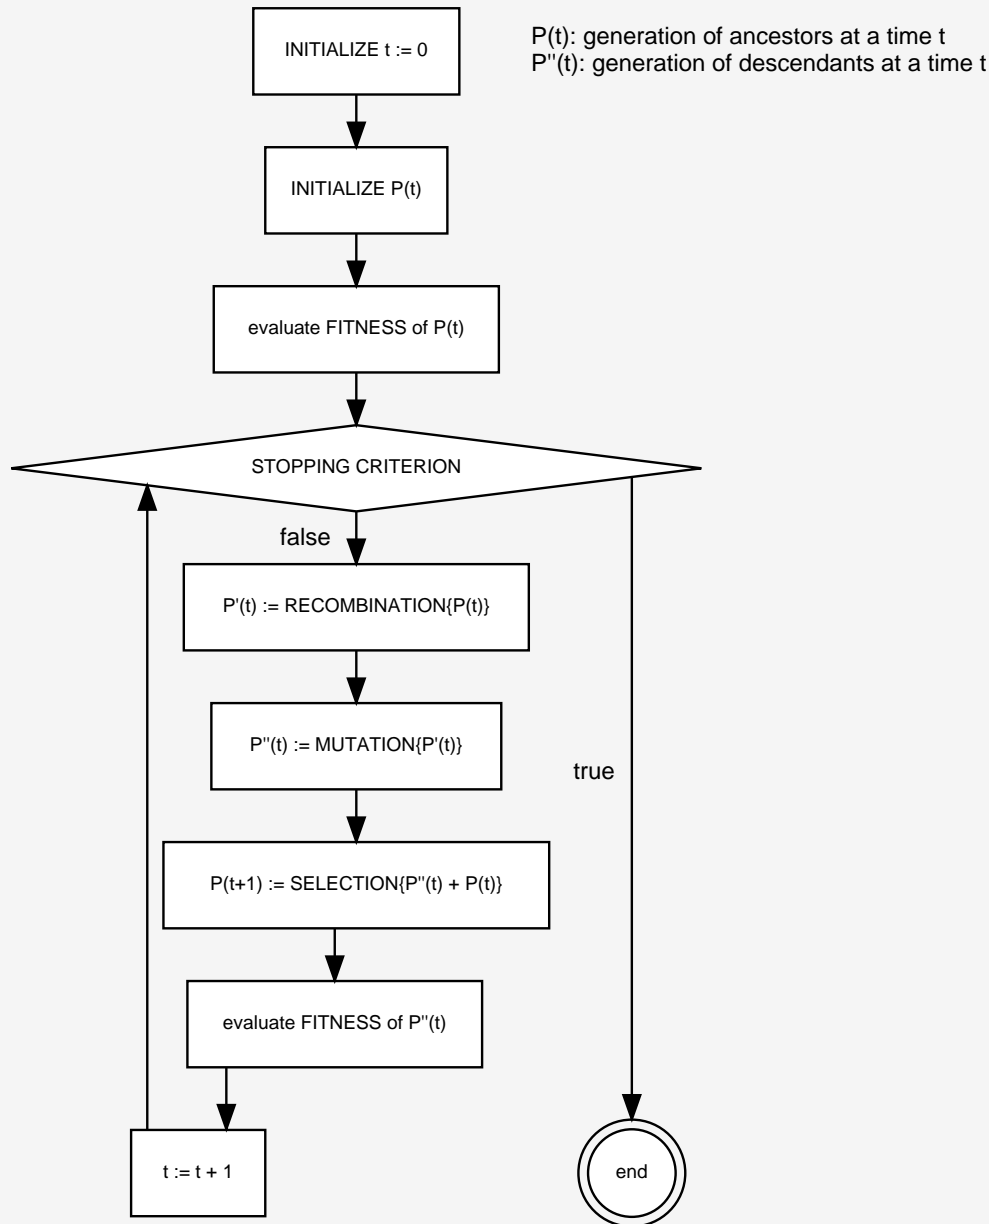 INITIALIZE t := 0
P(t): generation of ancestors at a time t
P''(t): generation of descendants at a time t
INITIALIZE P(t)
evaluate FITNESS of P(t)
STOPPING CRITERION
false
P'(t) := RECOMBINATION{P(t)}
P''(t) := MUTATION{P'(t)}
true
P(t+1) := SELECTION{P''(t) + P(t)}
evaluate FITNESS of P''(t)
t := t + 1
end